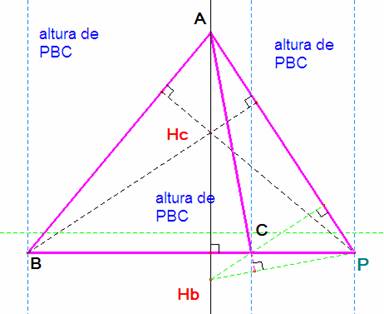 A
altura de
PBC
altura de
PBC
Hc
altura de
PBC
C
B
P
Hb